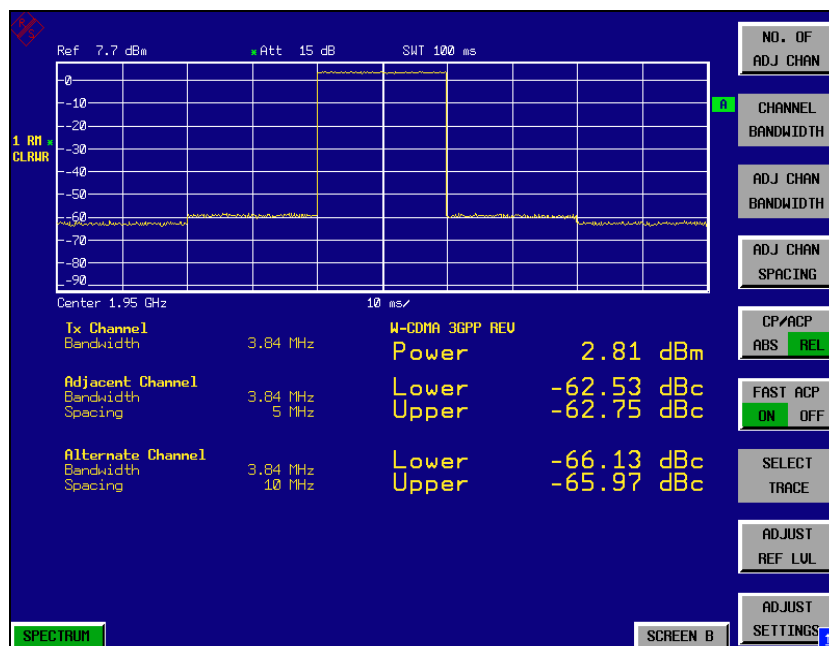 R S
Ref 7.7 dBm *Att 15 dB SWT 100 ms
0
-10
-20
-30
-40
-50
-60
-70
-80
-90
1 RM *
CLRWR
A
Center 1.95 GHz 10 ms/
Tx Channel W-CDMA 3GPP REV
Bandwidth 3.84 MHz Power 2.81 dBm
Adjacent Channel Lower -62.53 dBc
Bandwidth 3.84 MHz Upper -62.75 dBc
Spacing 5 MHz
Alternate Channel Lower -66.13 dBc
Bandwidth 3.84 MHz Upper -65.97 dBc
Spacing 10 MHz
NO. OF
ADJ CHAN
CHANNEL
BANDWIDTH
ADJ CHAN
BANDWIDTH
ADJ CHAN
SPACING
CP/ACP
ABS REL
FAST ACP
ON OFF
SELECT
TRACE
ADJUST
REF LVL
ADJUST
SETTINGS
1
SPECTRUM SCREEN B